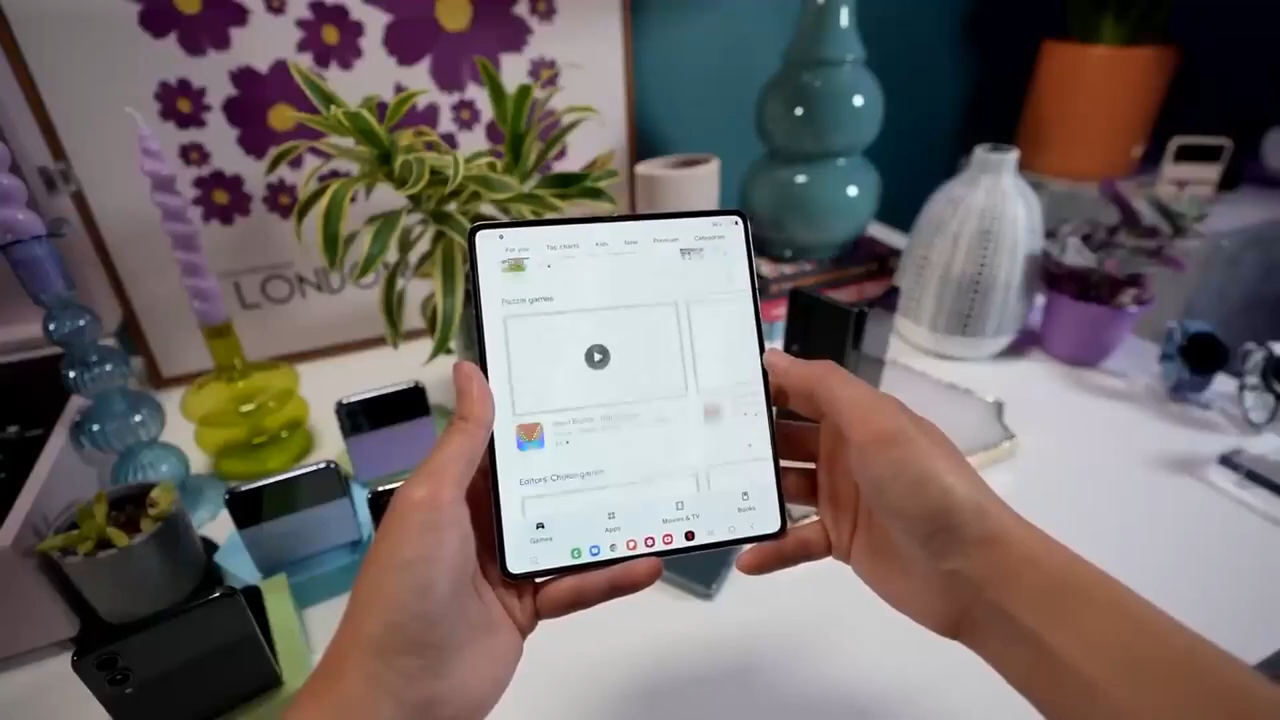 LONDON
For you Top charts Kids New Premium Categories
Puzzle games
Editors' Choice games
Games Apps Movies & TV Books